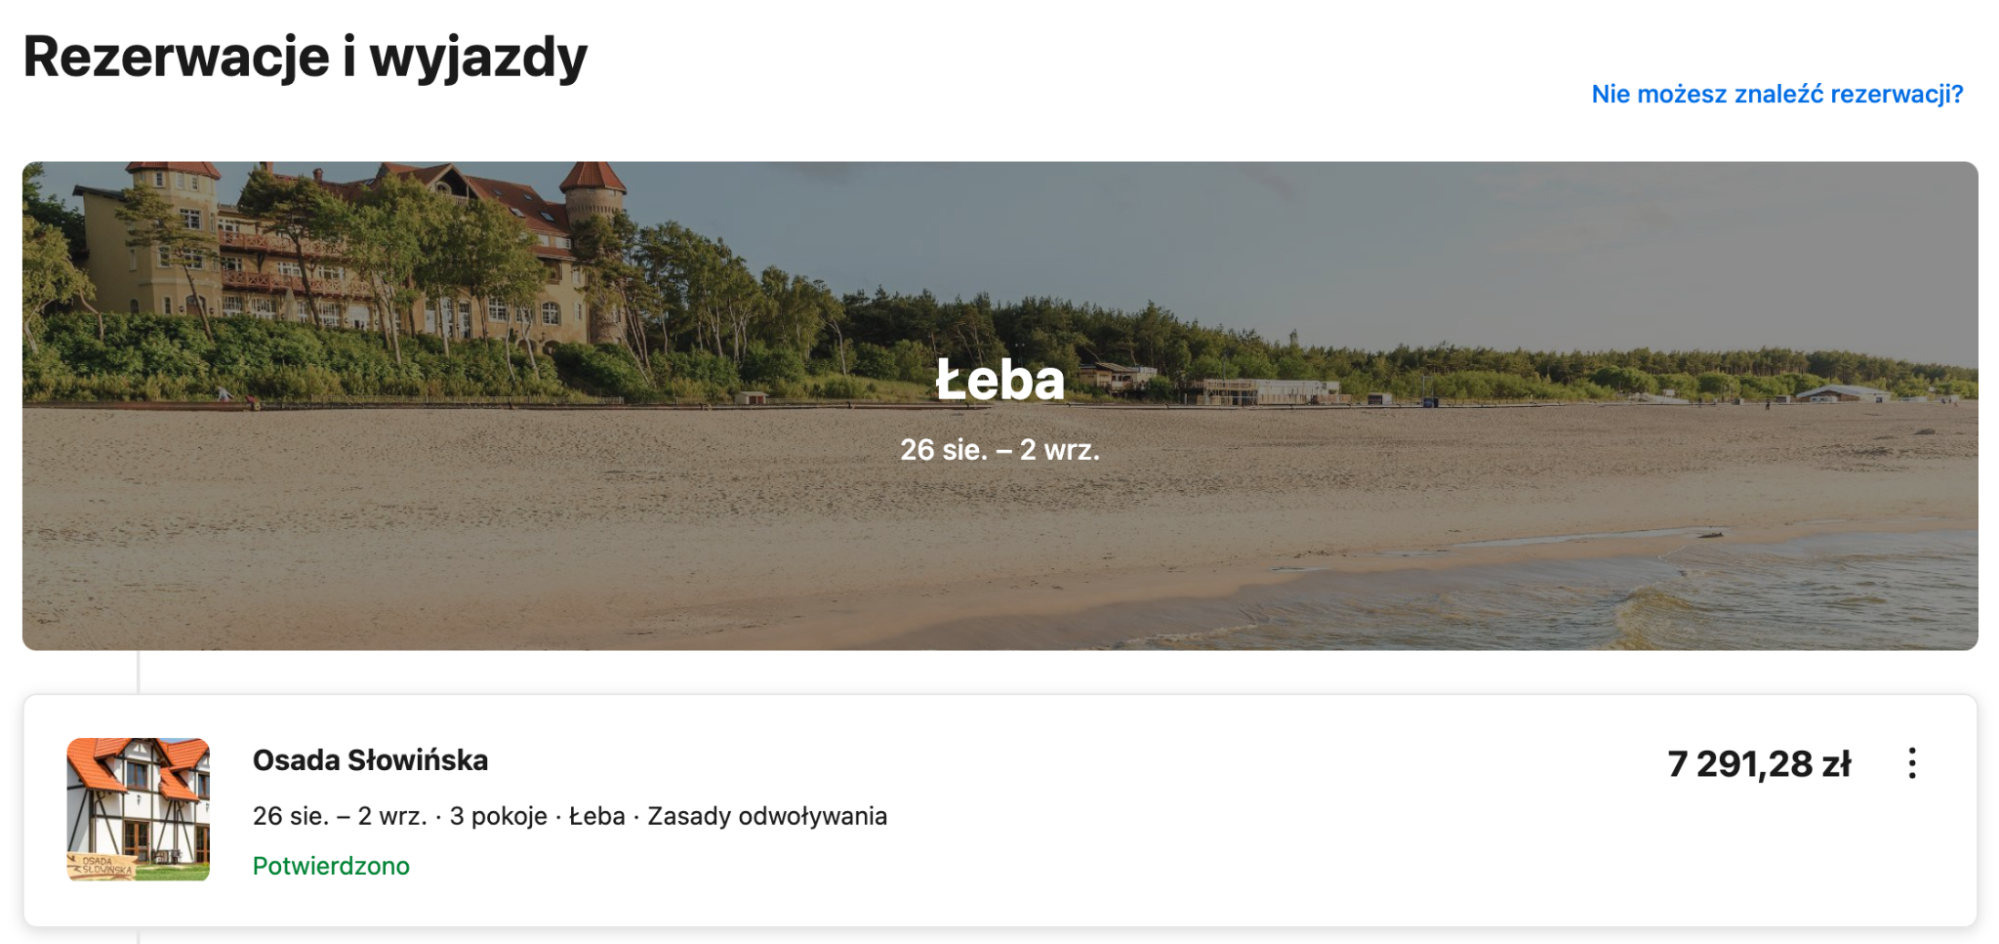 Rezerwacje i wyjazdy
Nie możesz znaleźć rezerwacji?
Łeba
26 sie. – 2 wrz.
Osada Słowińska
7 291,28 zł
26 sie. – 2 wrz. · 3 pokoje · Łeba · Zasady odwoływania
Potwierdzono
OSADA
SŁOWIŃSKA